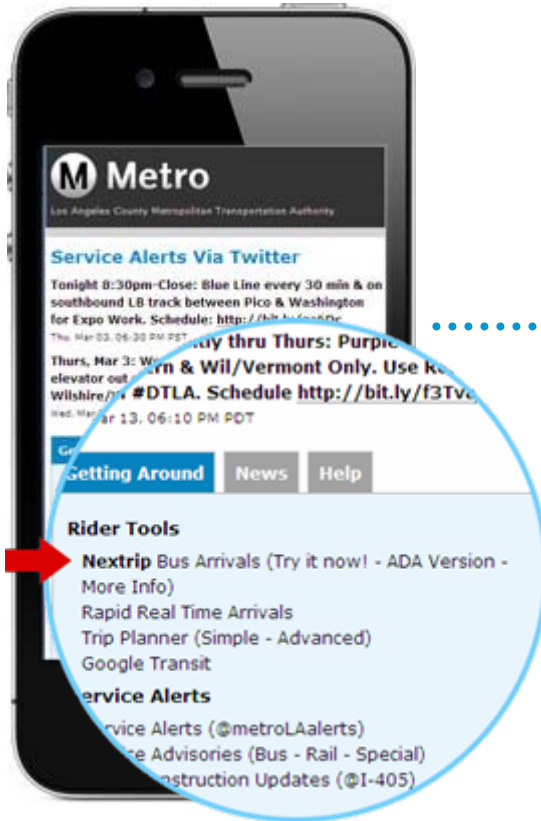 M Metro
Los Angeles County Metropolitan Transportation Authority
Service Alerts Via Twitter
Tonight 8:30pm-Close: Blue Line every 30 min & on
southbound LB track between Pico & Washington
for Expo Work. Schedule:
Thu, Mar 03, 06:30 PM PST
Thurs, Mar 3:
elevator out
thru Thurs: Purple
& Wil/Vermont Only. Use
#DTLA. Schedule http://bit.ly/f3Tv
13, 06:10 PM PDT
Getting Around News Help
Rider Tools
Nextrip Bus Arrivals (Try it now! - ADA Version -
More Info)
Rapid Real Time Arrivals
Trip Planner (Simple - Advanced)
Google Transit
Service Alerts
Service Alerts (@metroLAalerts)
Advisories (Bus - Rail - Special)
Updates (@I-405)